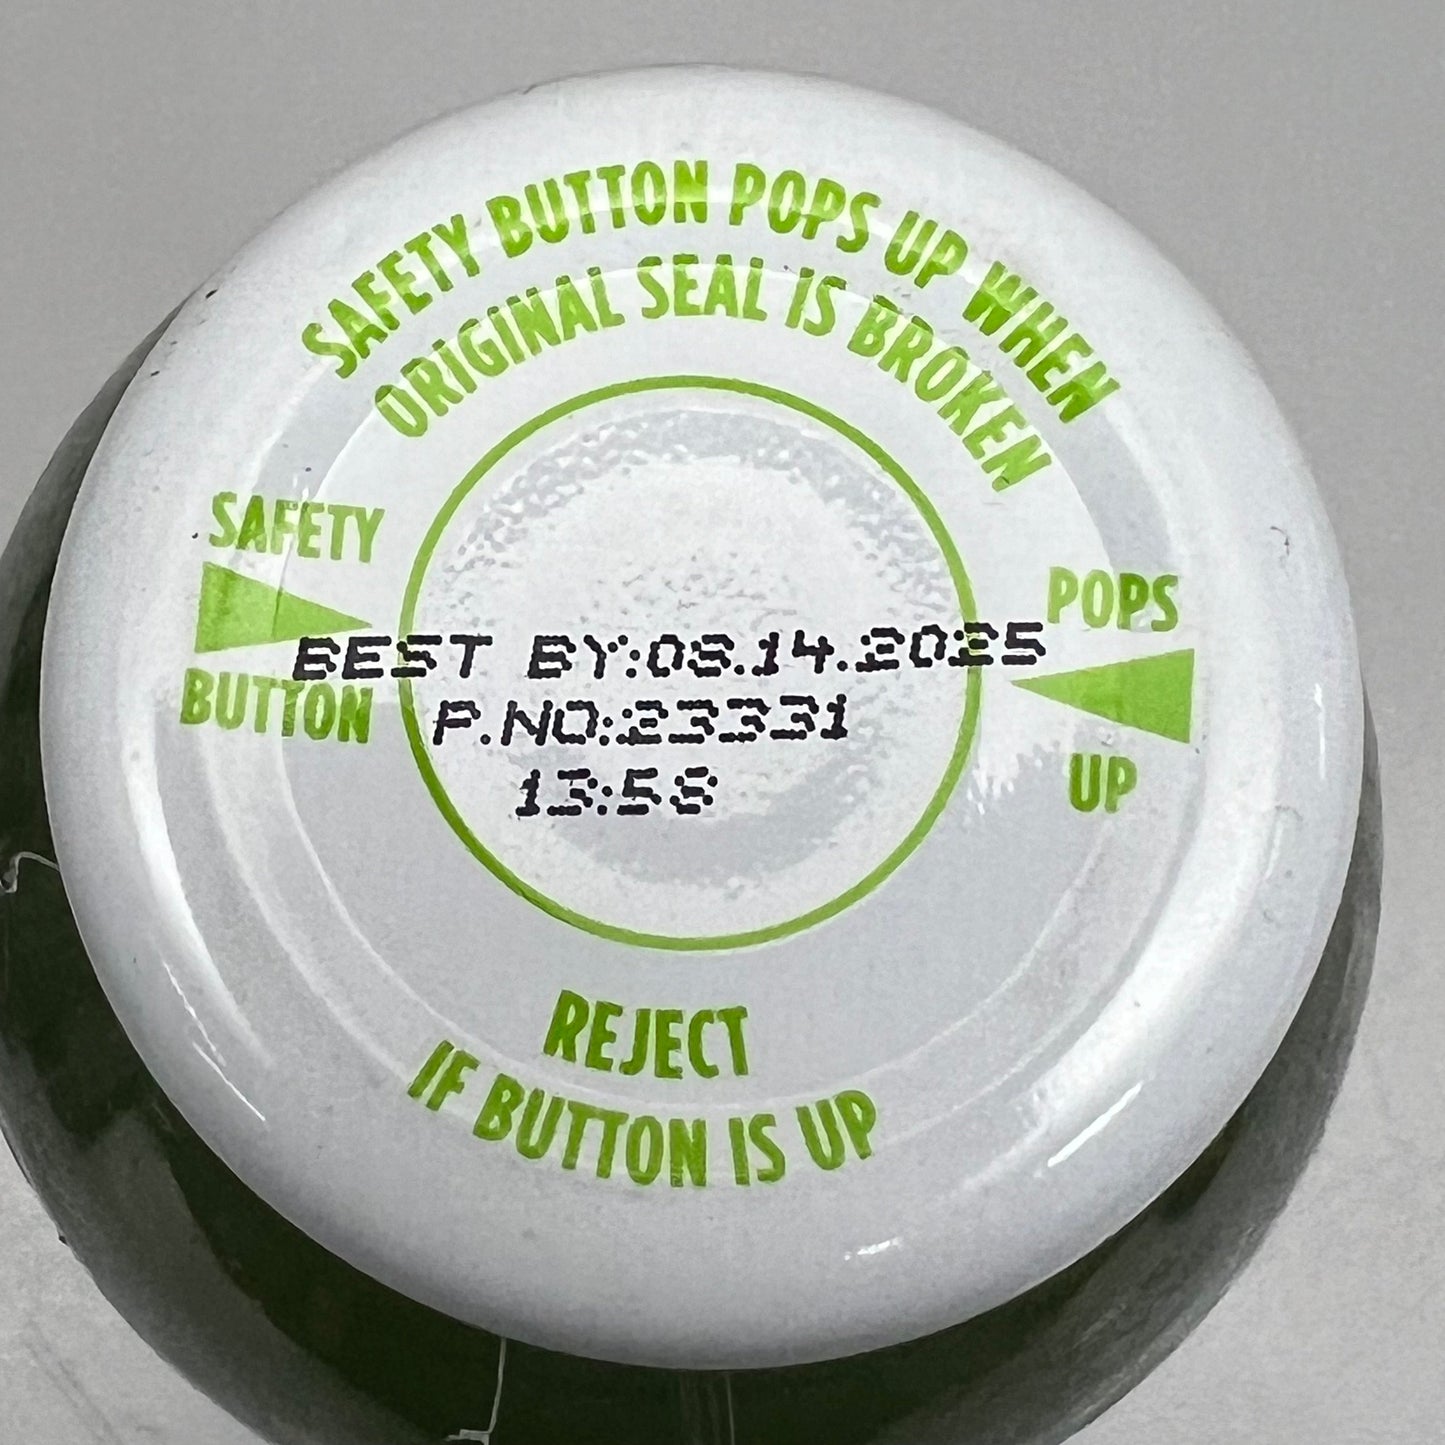 SAFETY BUTTON POPS UP WHEN
ORIGINAL SEAL IS BROKEN
SAFETY
BUTTON
POPS
UP
BEST BY:08.14.2025
P.NO:23331
13:58
REJECT
IF BUTTON IS UP